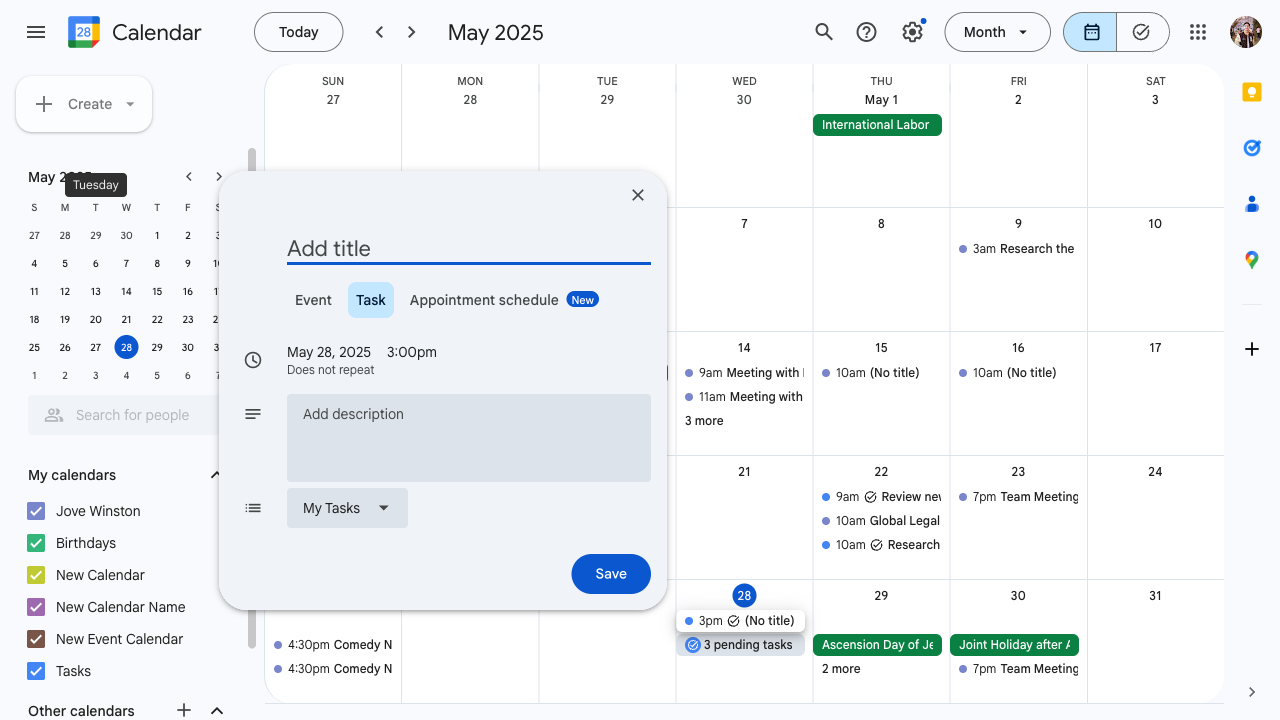 28
Calendar
Today
May 2025
Month
Create
SUN MON TUE WED THU FRI SAT
27 28 29 30 May 1 2 3
International Labor
May 2025
Tuesday
S M T W T F S
27 28 29 30 1 2 3
4 5 6 7 8 9 10
11 12 13 14 15 16
18 19 20 21 22 23 2
25 26 27 28 29 30 3
1 2 3 4 5 6 7
Search for people
My calendars
Jove Winston
Birthdays
New Calendar
New Calendar Name
New Event Calendar
Tasks
Other calendars
Add title
Event Task Appointment schedule New
May 28, 2025 3:00pm
Does not repeat
Add description
My Tasks
Save
7 8 9 10
3am Research the
14 15 16 17
9am Meeting with
11am Meeting with
3 more
10am (No title)
10am (No title)
21 22 23 24
9am Review new
10am Global Legal
10am Research
7pm Team Meeting
28 29 30 31
4:30pm Comedy N
4:30pm Comedy N
3pm (No title)
3 pending tasks
Ascension Day of Je
2 more
Joint Holiday after A
7pm Team Meeting